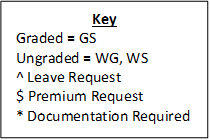 Key
Graded = GS
Ungraded = WG, WS
^ Leave Request
$ Premium Request
* Documentation Required